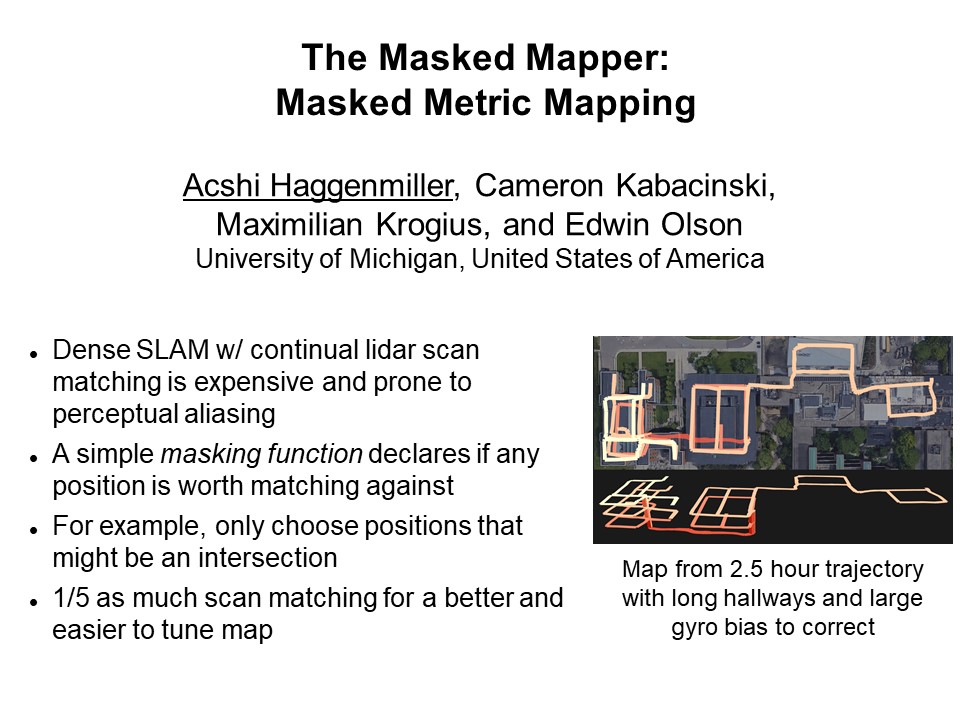 The Masked Mapper:
Masked Metric Mapping
Acshi Haggenmiller, Cameron Kabacinski,
Maximilian Krogius, and Edwin Olson
University of Michigan, United States of America
● Dense SLAM w/ continual lidar scan
matching is expensive and prone to
perceptual aliasing
● A simple masking function declares if any
position is worth matching against
● For example, only choose positions that
might be an intersection
● 1/5 as much scan matching for a better and
easier to tune map
Map from 2.5 hour trajectory
with long hallways and large
gyro bias to correct